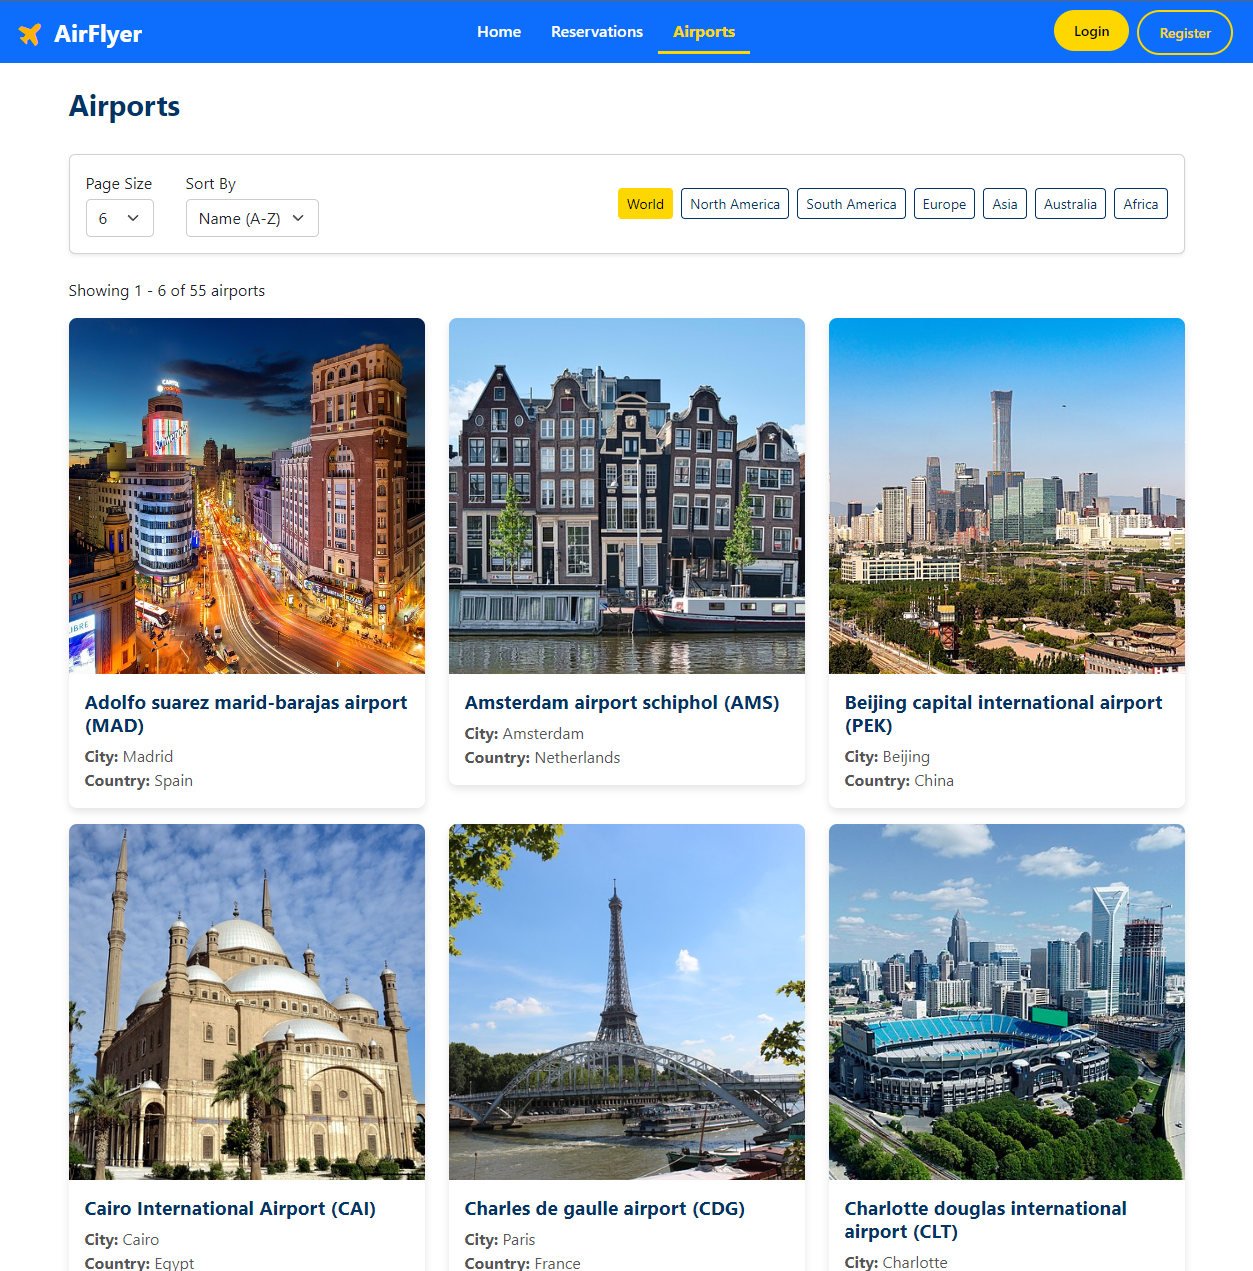 AirFlyer
Home Reservations Airports
Login
Register
Airports
Page Size
6
Sort By
Name (A-Z)
World North America South America Europe Asia Australia Africa
Showing 1 - 6 of 55 airports
Adolfo suarez marid-barajas airport
(MAD)
City: Madrid
Country: Spain
Amsterdam airport schiphol (AMS)
City: Amsterdam
Country: Netherlands
Beijing capital international airport
(PEK)
City: Beijing
Country: China
Cairo International Airport (CAI)
City: Cairo
Country: Egypt
Charles de gaulle airport (CDG)
City: Paris
Country: France
Charlotte douglas international
airport (CLT)
City: Charlotte